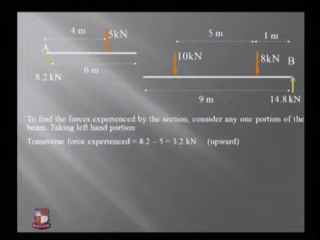 4 m
5kN
5 m
1 m
A
10kN
8kN
B
6 m
8.2 kN
9 m
14.8 kN
To find the forces experienced by the section, consider any one portion of the
beam. Taking left hand portion
Transverse force experienced = 8.2 – 5 = 3.2 kN (upward)